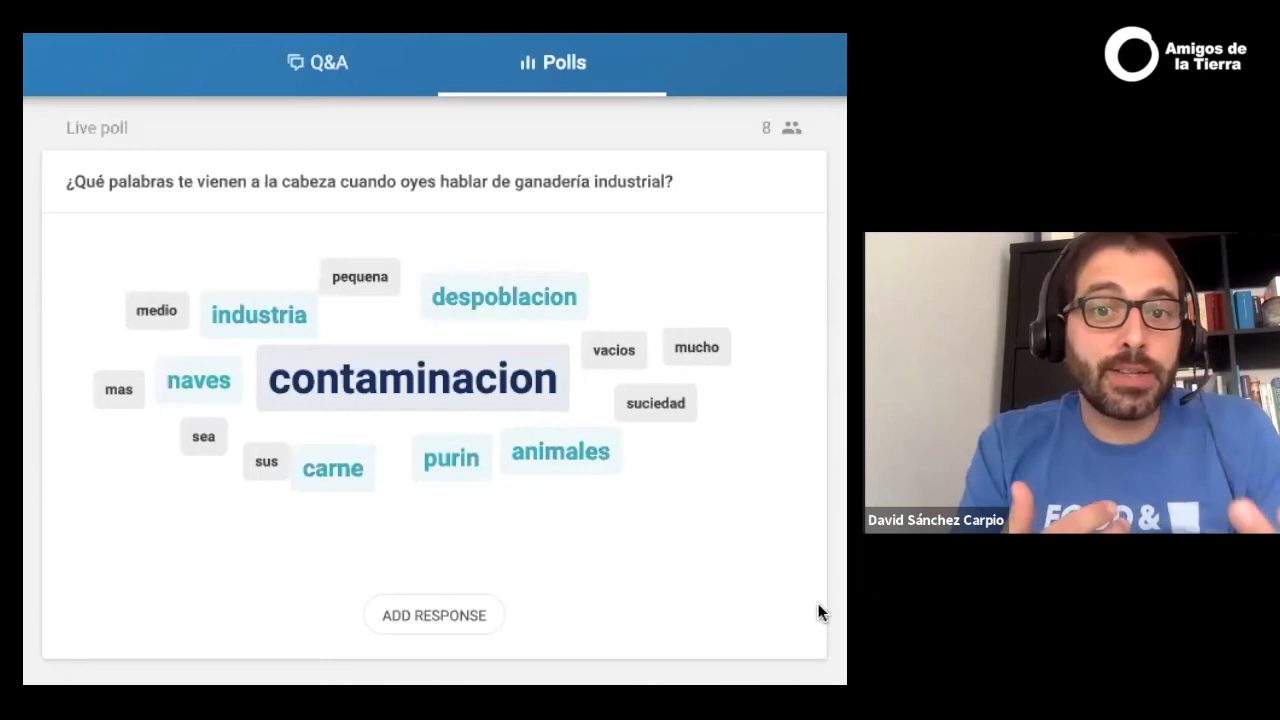 Q&A
Polls
Amigos de
la Tierra
Live poll
8
¿Qué palabras te vienen a la cabeza cuando oyes hablar de ganadería industrial?
pequena
despoblacion
medio
industria
vacios
mucho
mas
naves
contaminacion
suciedad
sea
sus
carne
purin
animales
ADD RESPONSE
David Sánchez Carpio